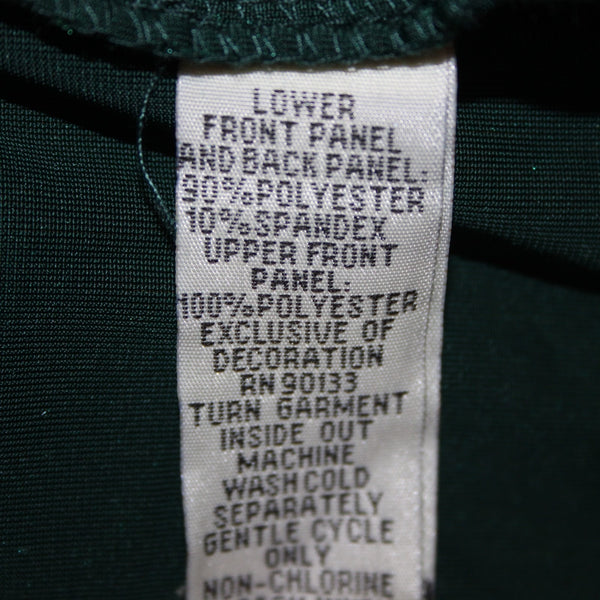 LOWER
FRONT PANEL
AND BACK PANEL:
90% POLYESTER
10% SPANDEX
UPPER FRONT
PANEL:
100% POLYESTER
EXCLUSIVE OF
DECORATION
RN 90133
TURN GARMENT
INSIDE OUT
MACHINE
WASH COLD
SEPARATELY
GENTLE CYCLE
ONLY
NON-CHLORINE